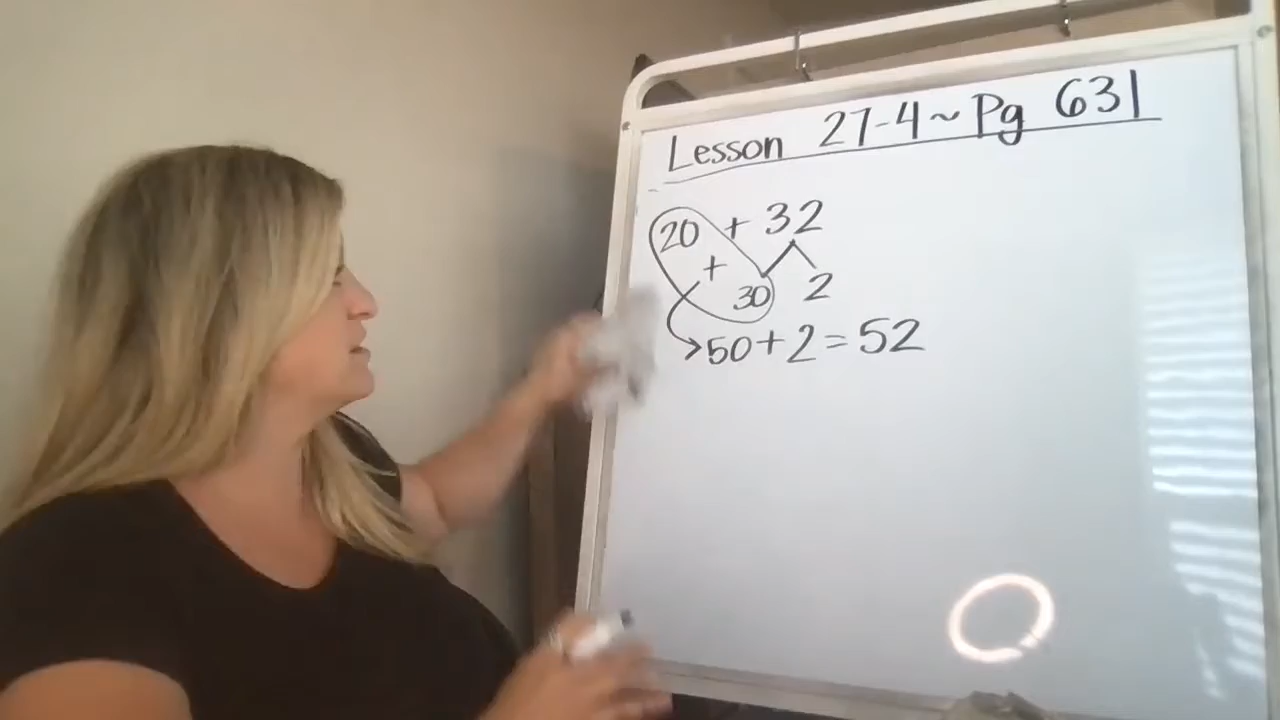 Lesson 27-4 ~ Pg 631
20 + 32
+
30 2
50 + 2 = 52